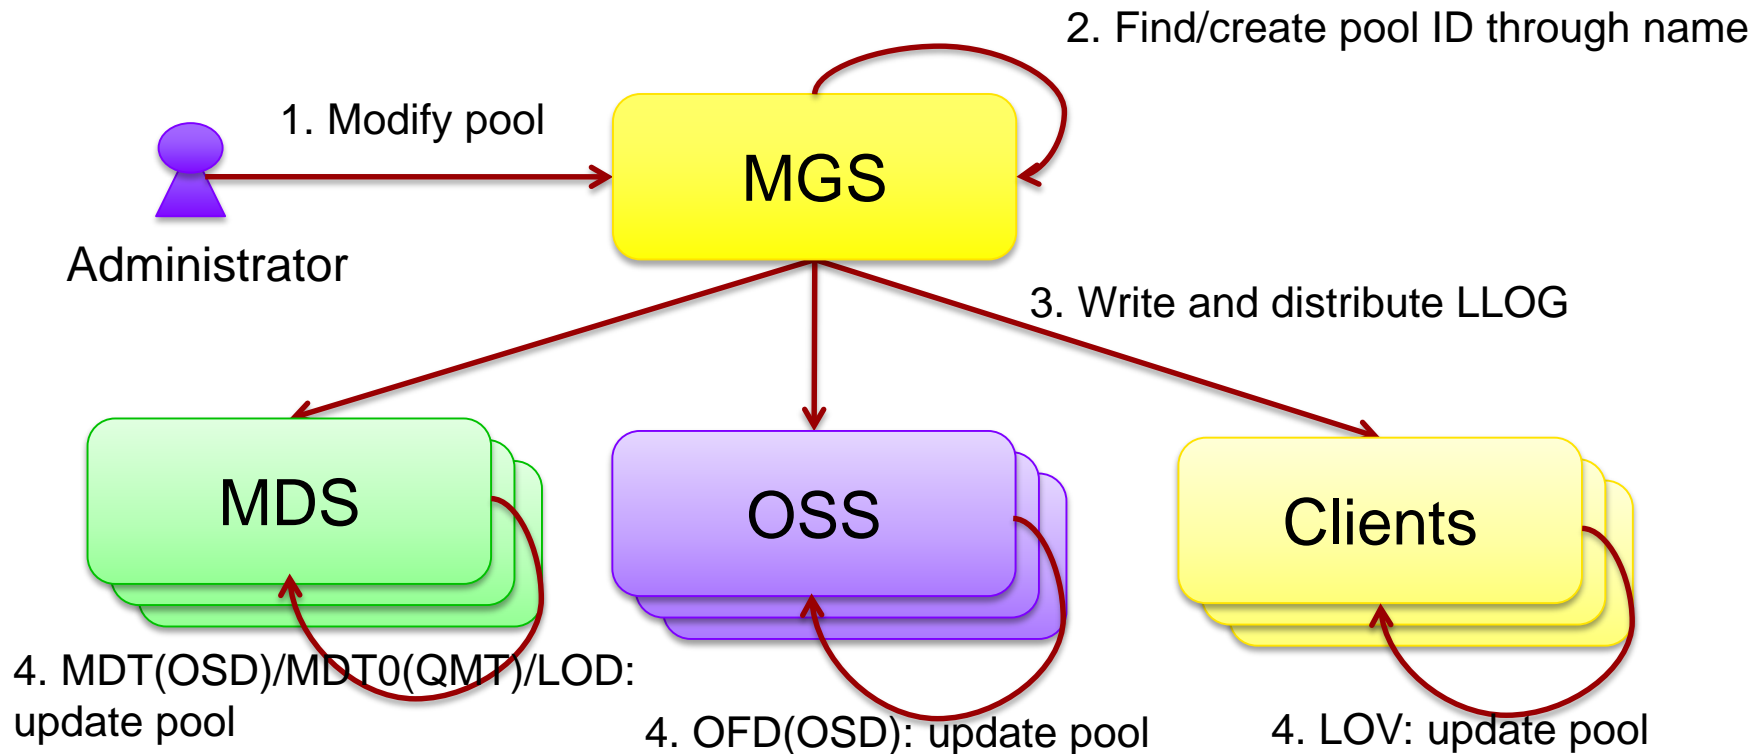 2. Find/create pool ID through name
1. Modify pool
MGS
Administrator
3. Write and distribute LLOG
MDS
OSS
Clients
4. MDT(OSD)/MDT0(QMT)/LOD:
update pool
4. OFD(OSD): update pool
4. LOV: update pool